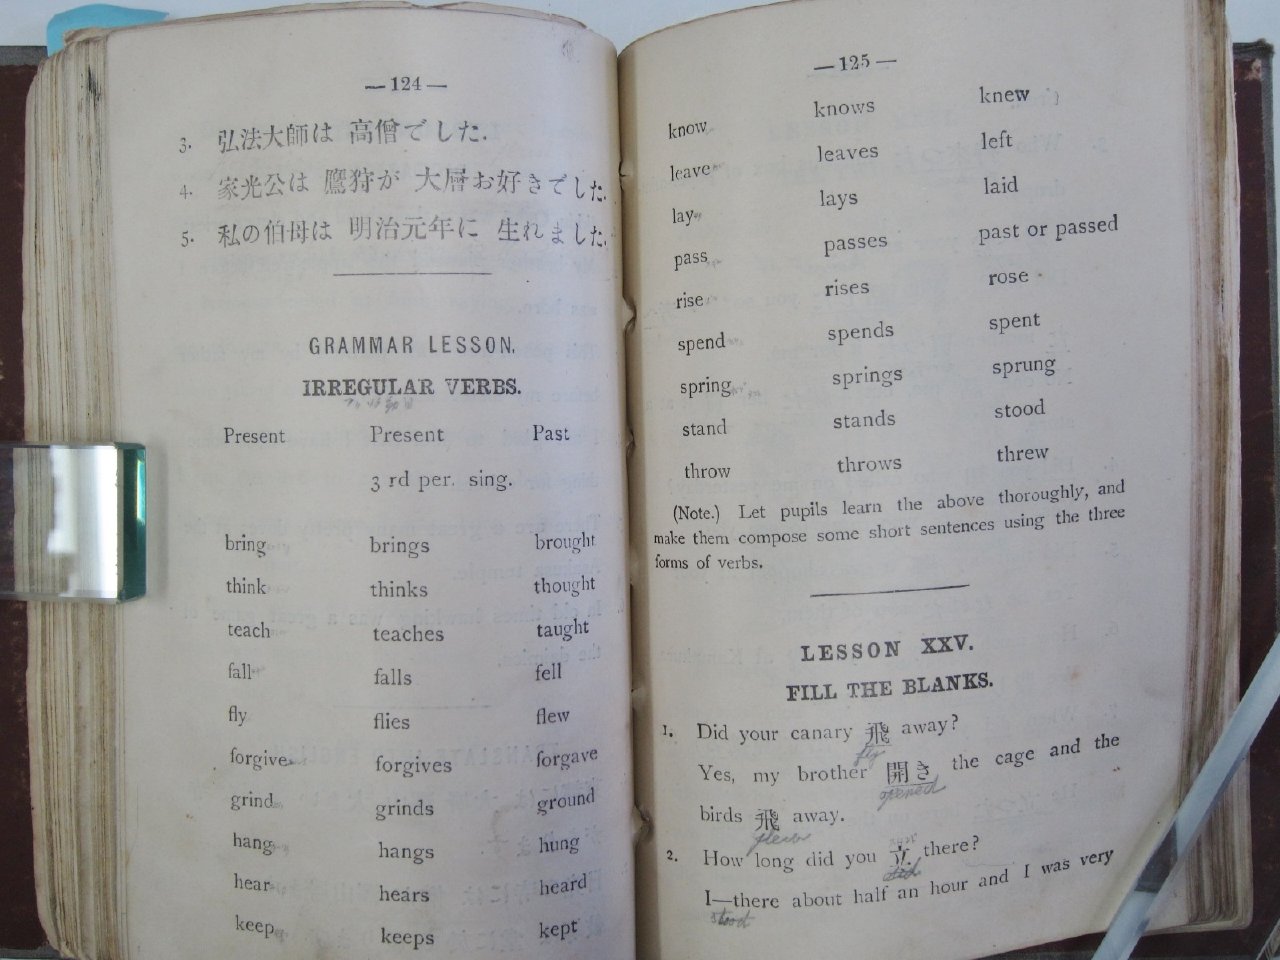 —124—
3. 弘法大師は 高僧でした.
4. 家光公は 鷹狩が 大層お好きでした.
5. 私の伯母は 明治元年に 生れました.
GRAMMAR LESSON.
IRREGULAR VERBS.
Present Present Past
3 rd per. sing.
bring brings brought
think thinks thought
teach teaches taught
fall falls fell
fly flies flew
forgive forgives forgave
grind grinds ground
hang hangs hung
hear hears heard
keep keeps kept
—125—
know knows knew
leave leaves left
lay lays laid
pass passes past or passed
rise rises rose
spend spends spent
spring springs sprung
stand stands stood
throw throws threw
(Note.) Let pupils learn the above thoroughly, and
make them compose some short sentences using the three
forms of verbs.
LESSON XXV.
FILL THE BLANKS.
1. Did your canary 飛 away?
fly
Yes, my brother 開き the cage and the
opened
birds 飛 away.
flew
2. How long did you 立 there?
I—there about half an hour and I was very
stood